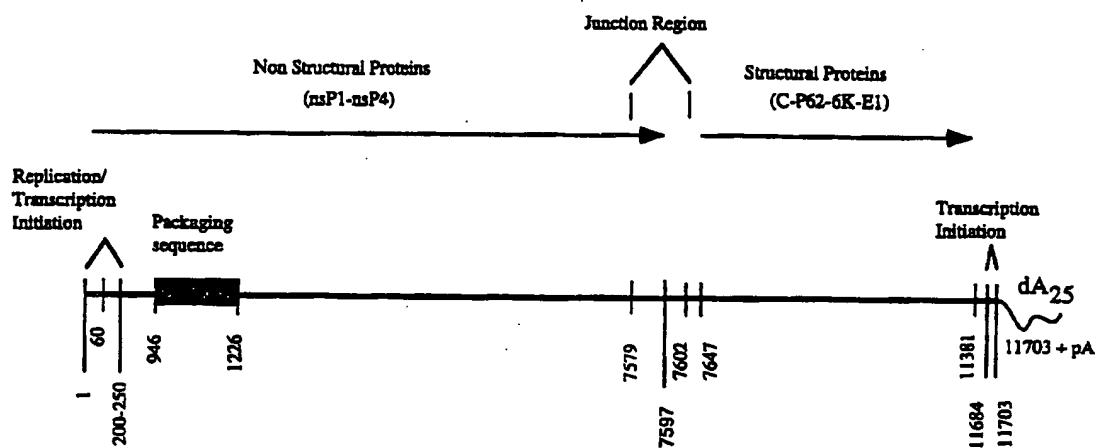 Junction Region
Non Structural Proteins
(nsP1-nsP4)
Structural Proteins
(C-P62-6K-E1)
Replication/
Transcription
Initiation
Packaging
sequence
Transcription
Initiation
dA25
1
60
200-250
946
1226
7579
7597
7602
7647
11381
11684
11703
11703 + pA